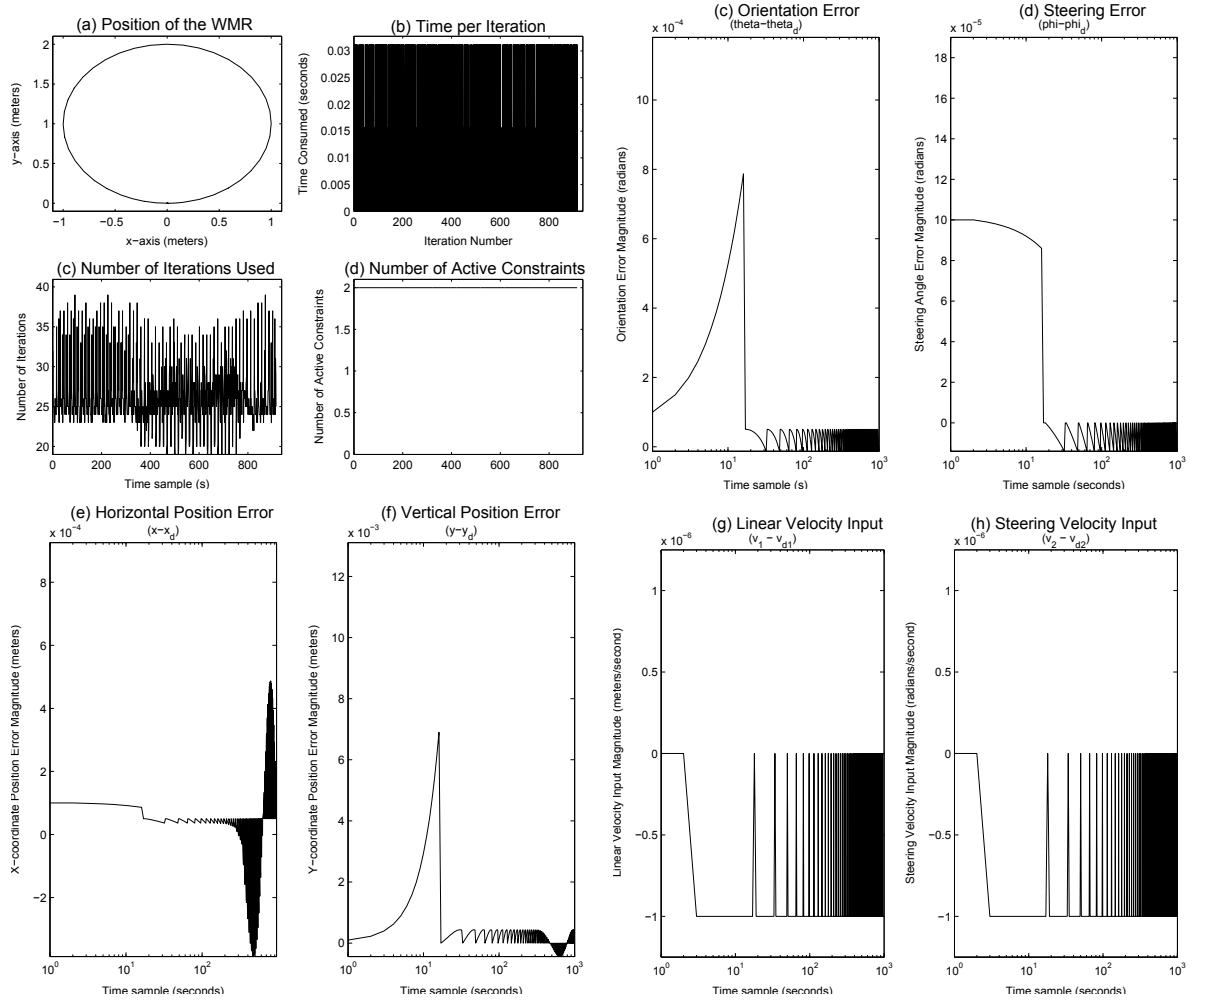 (a) Position of the WMR
2
1.5
1
0.5
0
−1
−0.5
0
0.5
1
y−axis (meters)
x−axis (meters)
(b) Time per Iteration
0.03
0.025
0.02
0.015
0.01
0.005
0
0
200
400
600
800
Time Consumed (seconds)
Iteration Number
(c) Orientation Error
(theta−theta_d)
x 10^−4
10
8
6
4
2
0
10^0
10^1
10^2
10^3
Orientation Error Magnitude (radians)
Time sample (s)
(d) Steering Error
(phi−phi_d)
x 10^−5
18
16
14
12
10
8
6
4
2
0
10^0
10^1
10^2
10^3
Steering Angle Error Magnitude (radians)
Time sample (seconds)
(c) Number of Iterations Used
40
35
30
25
20
0
200
400
600
800
Number of Iterations
Time sample (s)
(d) Number of Active Constraints
2
1.5
1
0.5
0
0
200
400
600
800
Number of Active Constraints
Time sample (s)
(e) Horizontal Position Error
(x−x_d)
x 10^−4
8
6
4
2
0
−2
10^0
10^1
10^2
X−coordinate Position Error Magnitude (meters)
Time sample (seconds)
(f) Vertical Position Error
(y−y_d)
x 10^−3
12
10
8
6
4
2
0
10^0
10^1
10^2
10^3
Y−coordinate Position Error Magnitude (meters)
Time sample (seconds)
(g) Linear Velocity Input
(v_1 − v_d1)
x 10^−6
1
0.5
0
−0.5
−1
10^0
10^1
10^2
10^3
Linear Velocity Input Magnitude (meters/second)
Time sample (seconds)
(h) Steering Velocity Input
(v_2 − v_d2)
x 10^−6
1
0.5
0
−0.5
−1
10^0
10^1
10^2
10^3
Steering Velocity Input Magnitude (radians/second)
Time sample (seconds)